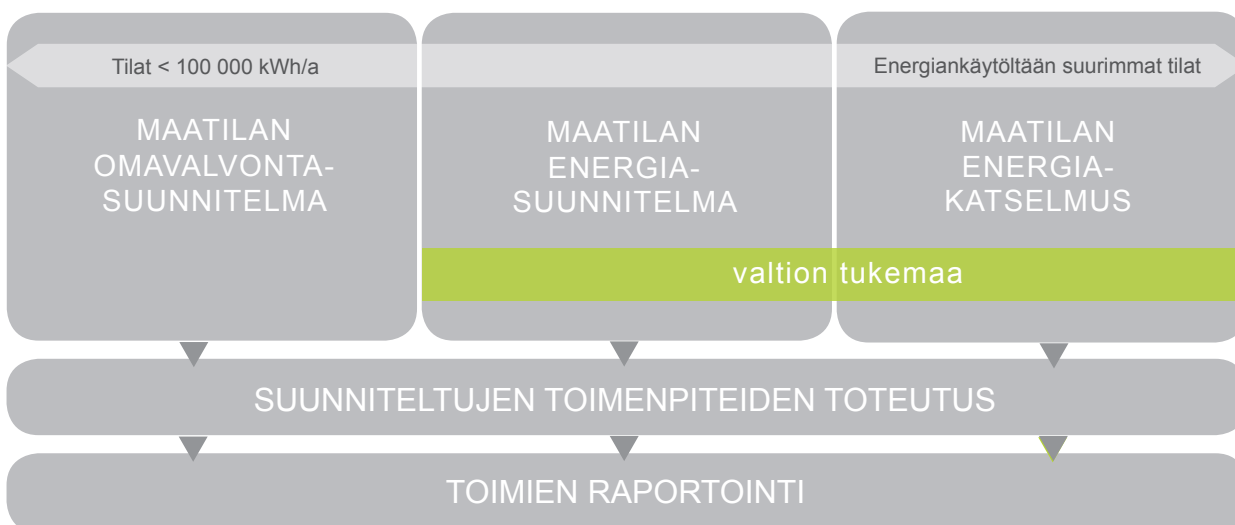 Tilat < 100 000 kWh/a
Energiankäytöltään suurimmat tilat
MAATILAN
OMAVALVONTA-
SUUNNITELMA
MAATILAN
ENERGIA-
SUUNNITELMA
MAATILAN
ENERGIA-
KATSELMUS
valtion tukemaa
SUUNNITELTUJEN TOIMENPITEIDEN TOTEUTUS
TOIMIEN RAPORTOINTI